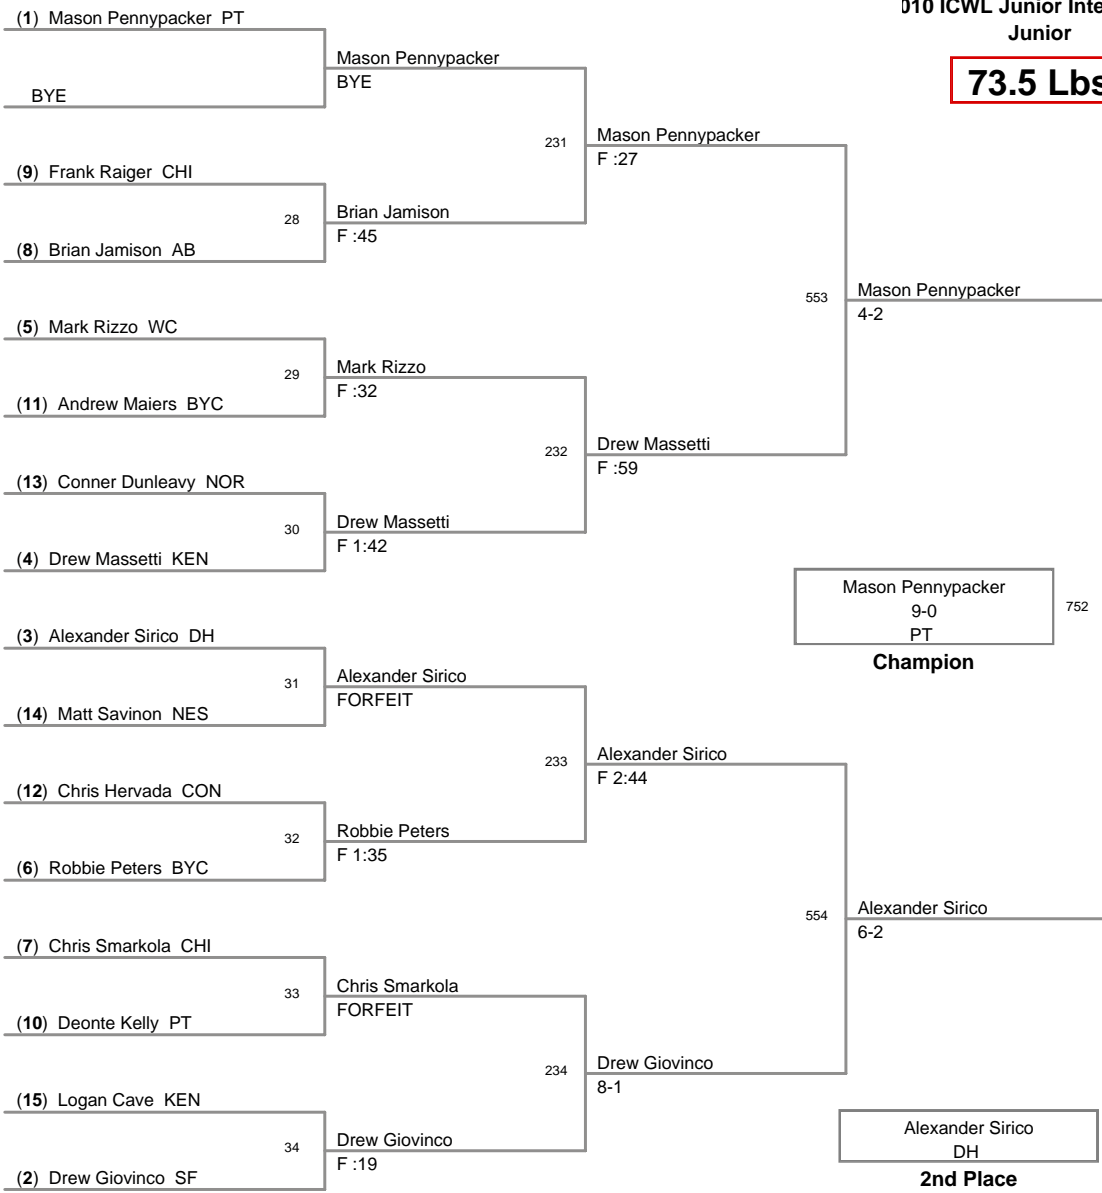 (1) Mason Pennypacker PT
BYE
(9) Frank Raiger CHI
(8) Brian Jamison AB
(5) Mark Rizzo WC
(11) Andrew Maiers BYC
(13) Conner Dunleavy NOR
(4) Drew Massetti KEN
(3) Alexander Sirico DH
(14) Matt Savinon NES
(12) Chris Hervada CON
(6) Robbie Peters BYC
(7) Chris Smarkola CHI
(10) Deonte Kelly PT
(15) Logan Cave KEN
(2) Drew Giovinco SF
28
29
30
31
32
33
34
Mason Pennypacker
BYE
Brian Jamison
F :45
Mark Rizzo
F :32
Drew Massetti
F 1:42
Alexander Sirico
FORFEIT
Robbie Peters
F 1:35
Chris Smarkola
FORFEIT
Drew Giovinco
F :19
231
232
233
234
Mason Pennypacker
F :27
Drew Massetti
F :59
Alexander Sirico
F 2:44
Drew Giovinco
8-1
553
554
Mason Pennypacker
4-2
Alexander Sirico
6-2
010 ICWL Junior Inte
Junior
73.5 Lbs
Mason Pennypacker
9-0
PT
752
Champion
Alexander Sirico
DH
2nd Place